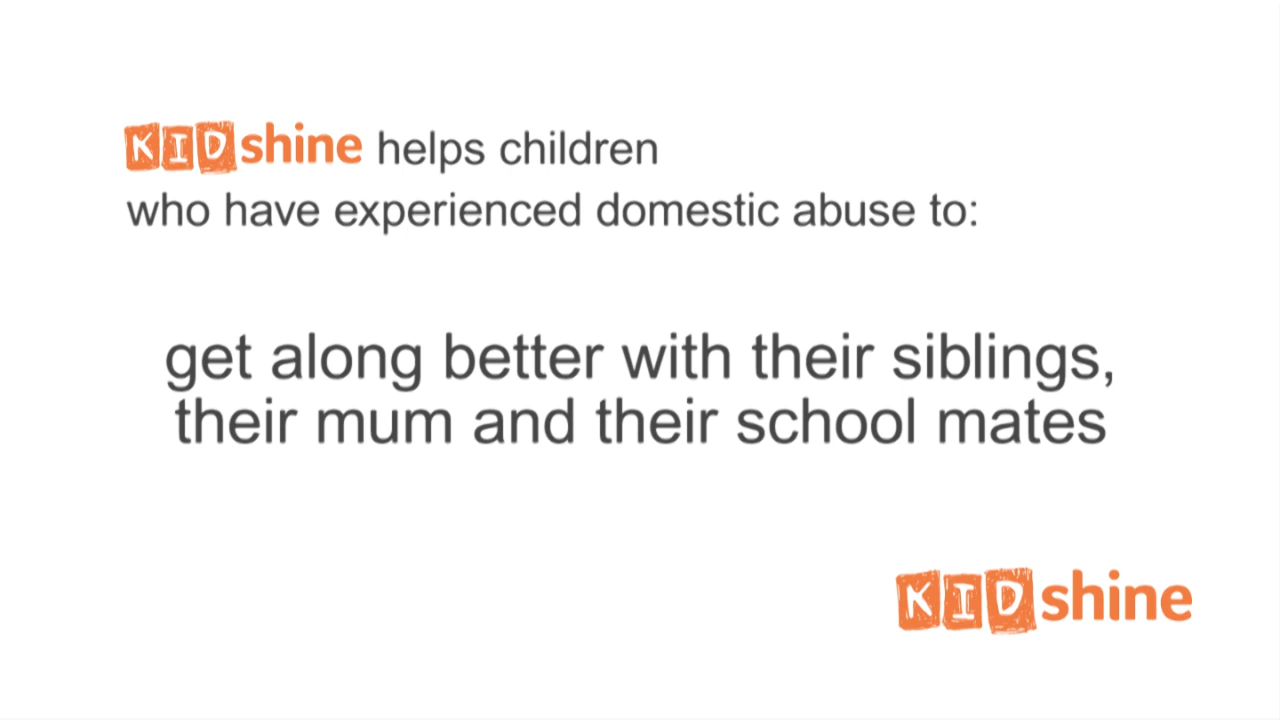 KIDshine helps children
who have experienced domestic abuse to:
get along better with their siblings,
their mum and their school mates
KIDshine